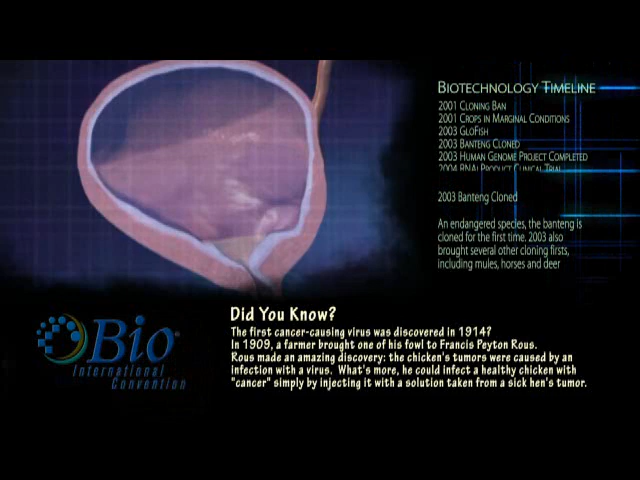 BIOTECHNOLOGY TIMELINE
2001 CLONING BAN
2001 CROPS IN MARGINAL CONDITIONS
2003 GLOFISH
2003 BANTENG CLONED
2003 HUMAN GENOME PROJECT COMPLETED
2004 RNAI PRODUCT CLINICAL TRIAL
2003 Banteng Cloned
An endangered species, the banteng is
cloned for the first time. 2003 also
brought several other cloning firsts,
including mules, horses and deer
Bio
International
Convention
Did You Know?
The first cancer-causing virus was discovered in 1914?
In 1909, a farmer brought one of his fowl to Francis Peyton Rous.
Rous made an amazing discovery: the chicken's tumors were caused by an
infection with a virus. What's more, he could infect a healthy chicken with
"cancer" simply by injecting it with a solution taken from a sick hen's tumor.